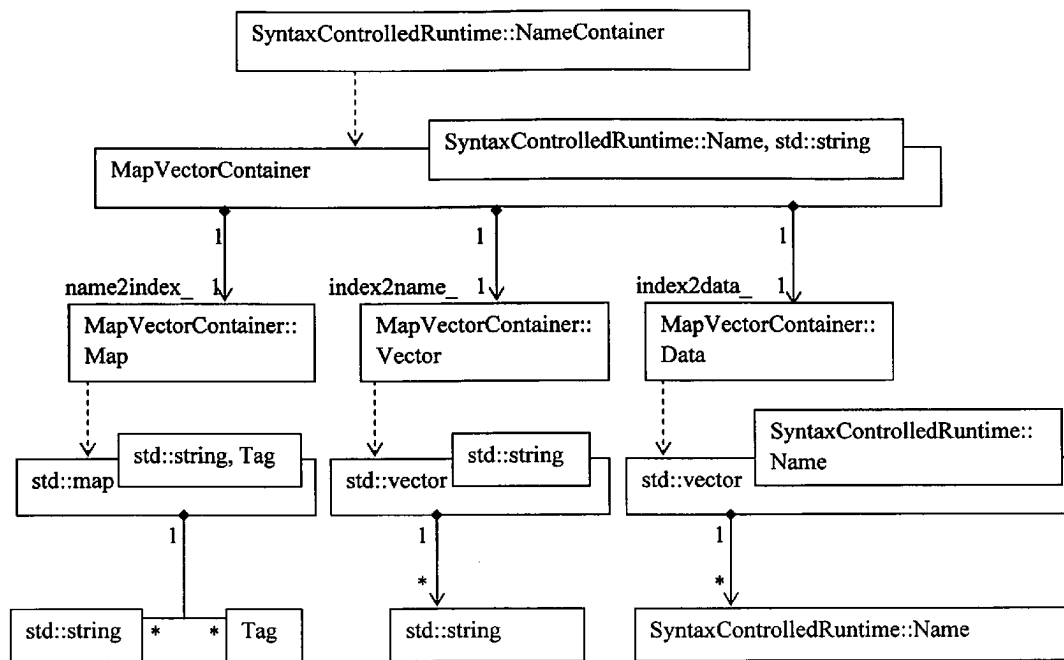 SyntaxControlledRuntime::NameContainer
SyntaxControlledRuntime::Name, std::string
MapVectorContainer
1
1
1
name2index_
1
index2name_
1
index2data_
1
MapVectorContainer::
Map
MapVectorContainer::
Vector
MapVectorContainer::
Data
std::string, Tag
std::map
std::string
std::vector
SyntaxControlledRuntime::
Name
std::vector
1
1
1
*
*
std::string
*
*
Tag
std::string
SyntaxControlledRuntime::Name